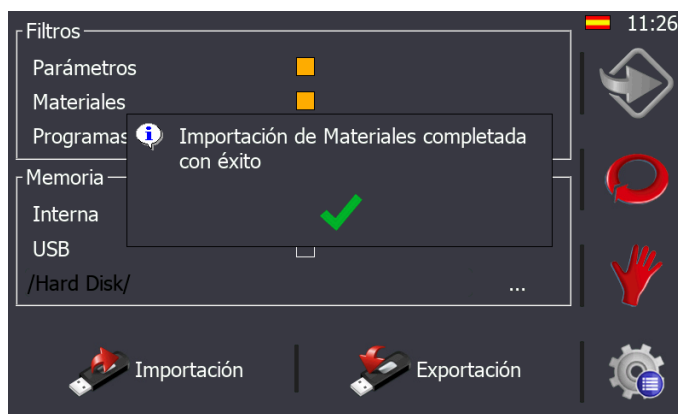 Filtros
11:26
Parámetros
Materiales
Programas
Importación de Materiales completada
con éxito
Memoria
Interna
USB
/Hard Disk/
...
Importación
Exportación